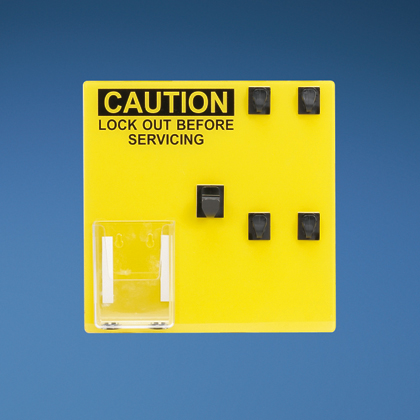 CAUTION
LOCK OUT BEFORE
SERVICING